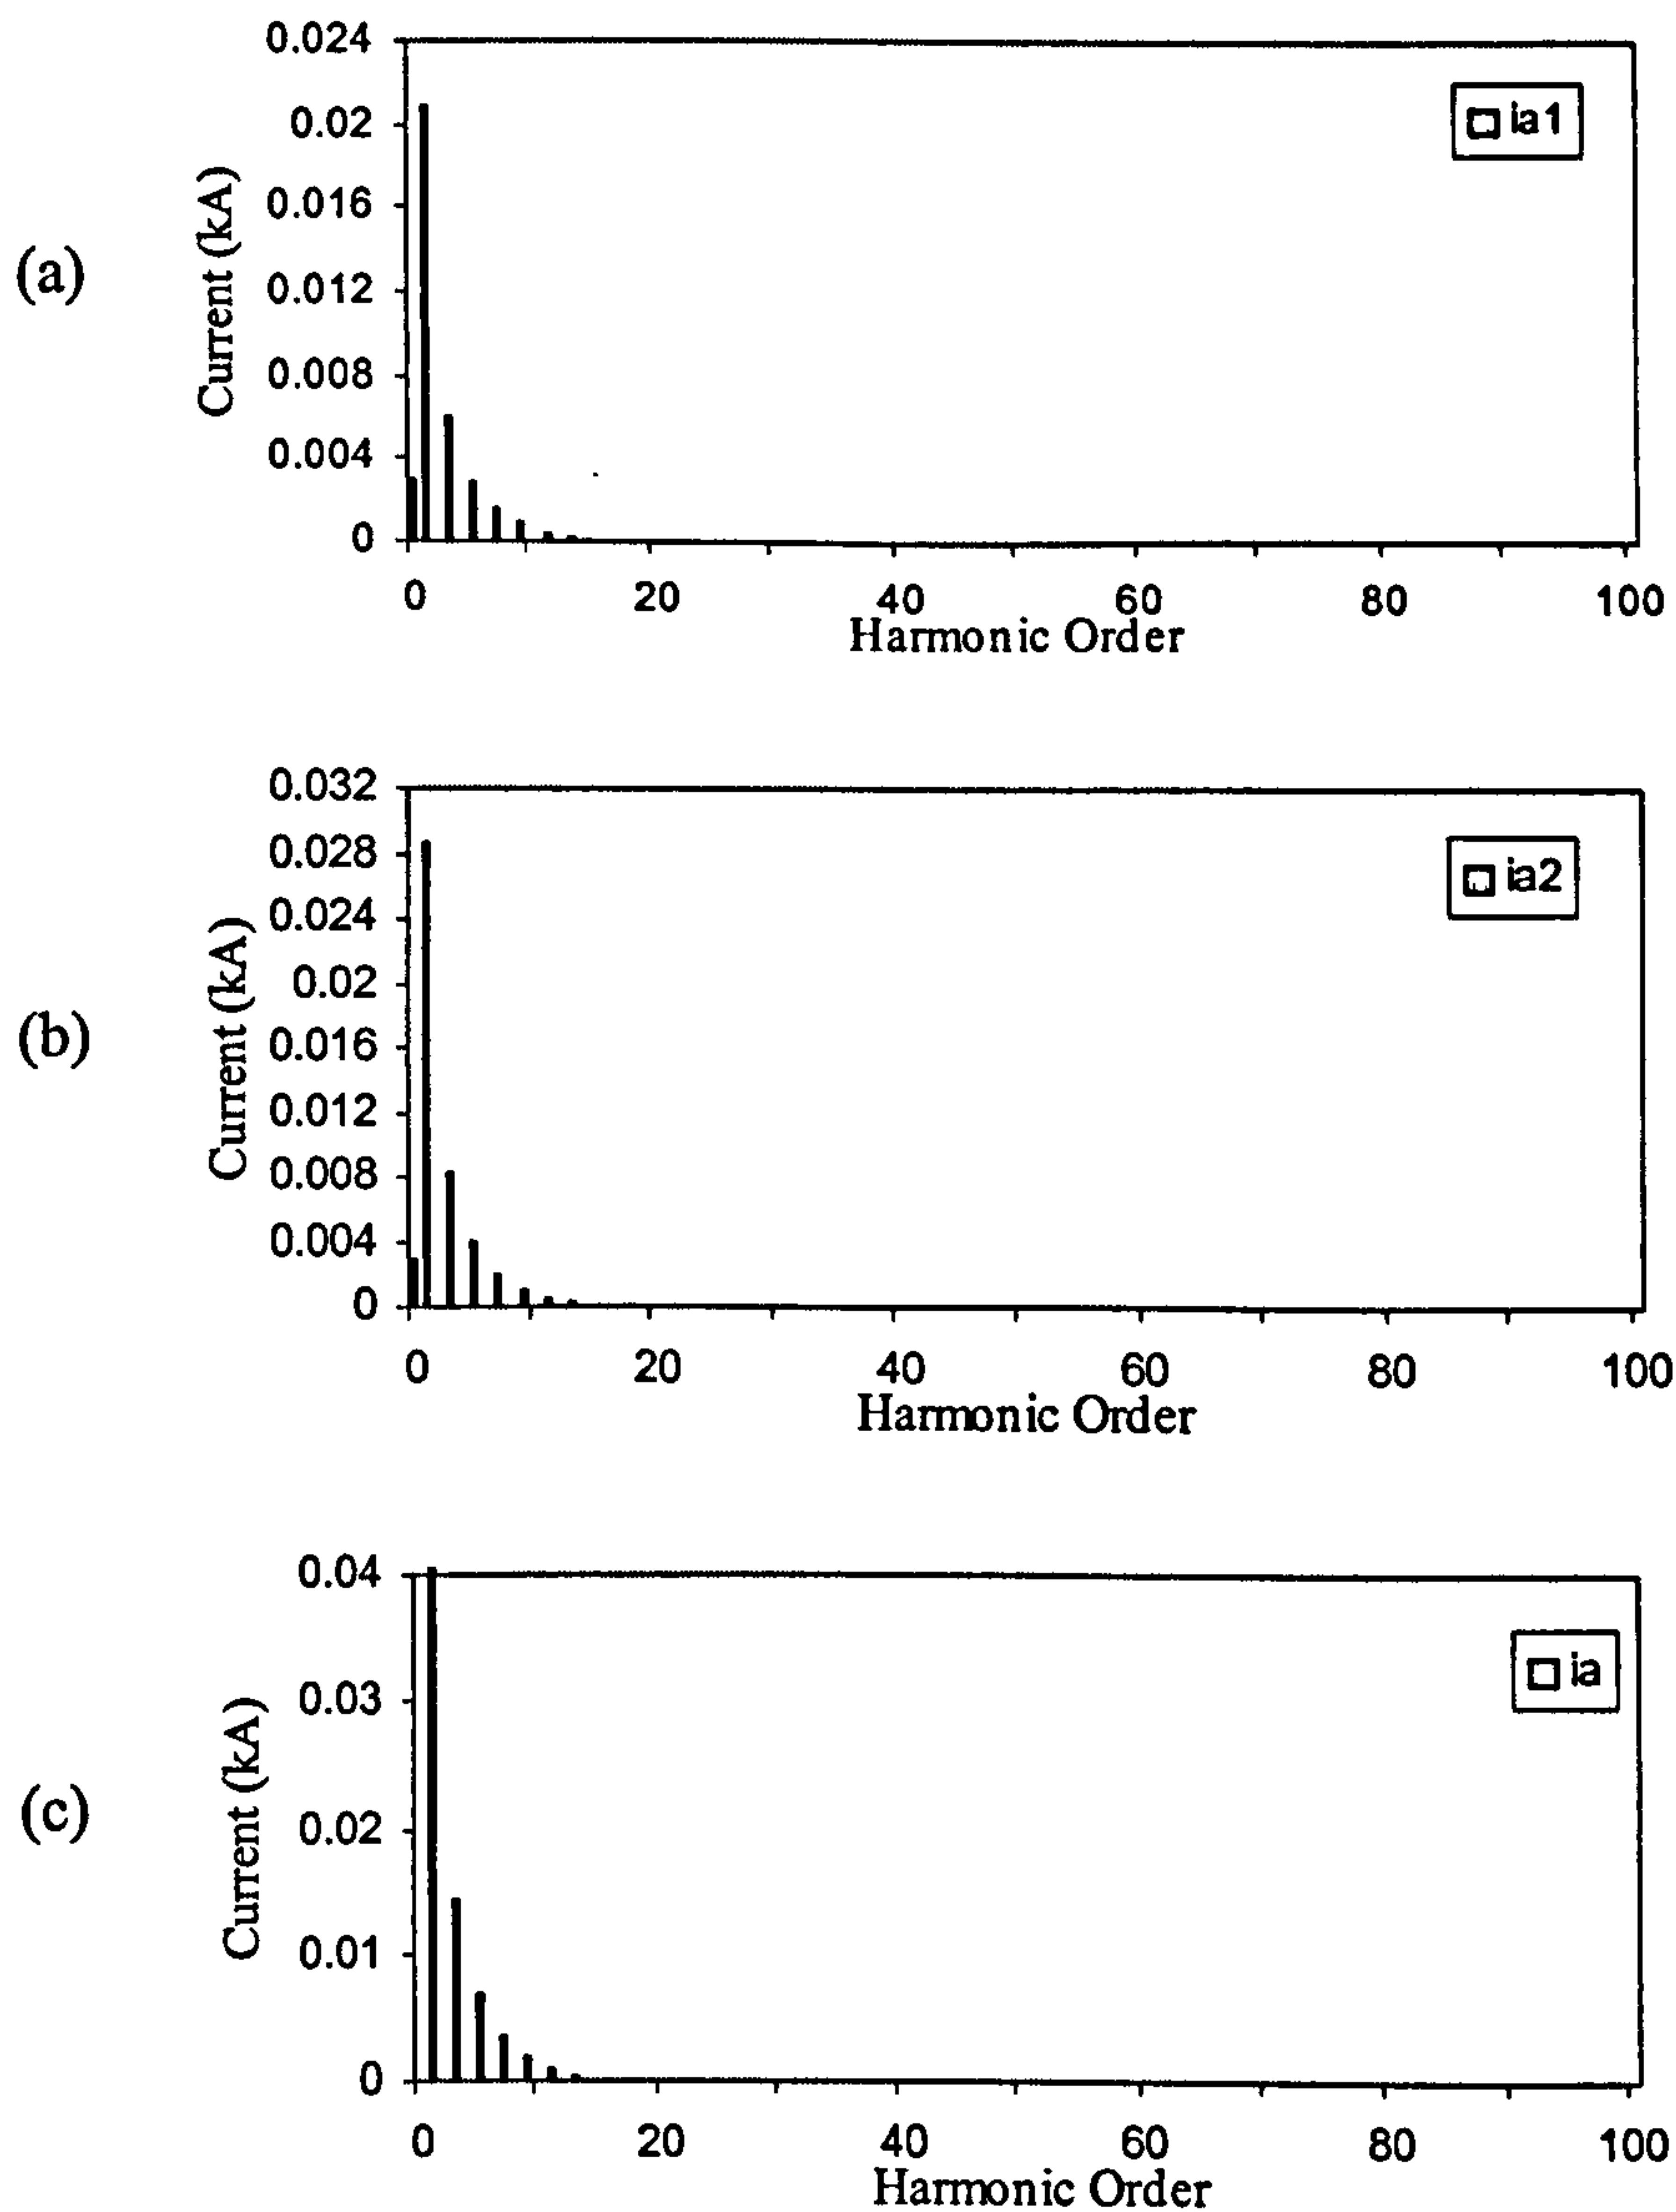 (a)
Current (kA)
0.024
0.02
0.016
0.012
0.008
0.004
0
ia1
0 20 40 60 80 100
Harmonic Order
(b)
Current (kA)
0.032
0.028
0.024
0.02
0.016
0.012
0.008
0.004
0
ia2
0 20 40 60 80 100
Harmonic Order
(c)
Current (kA)
0.04
0.03
0.02
0.01
0
ia
0 20 40 60 80 100
Harmonic Order